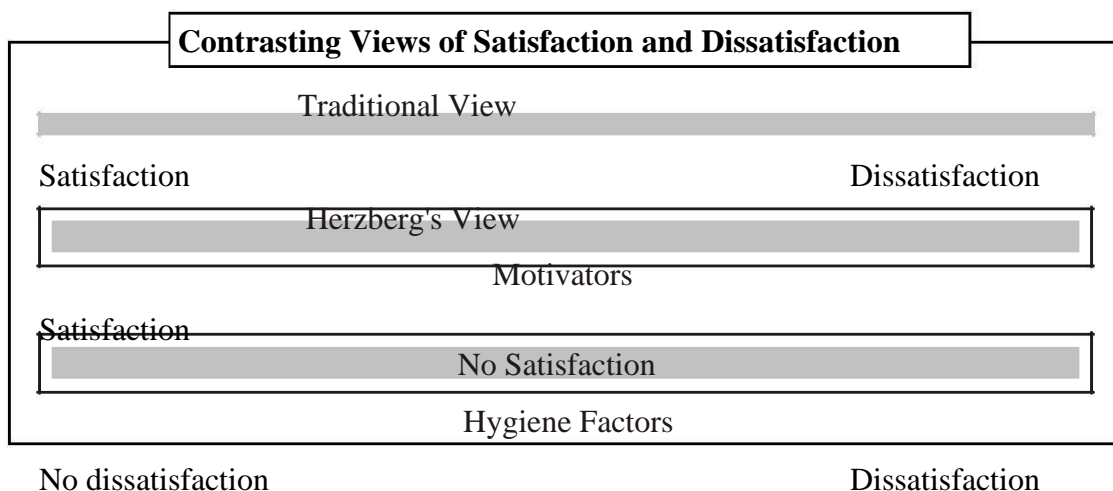 Contrasting Views of Satisfaction and Dissatisfaction
Traditional View
Satisfaction Dissatisfaction
Herzberg's View
Motivators
Satisfaction
No Satisfaction
Hygiene Factors
No dissatisfaction Dissatisfaction